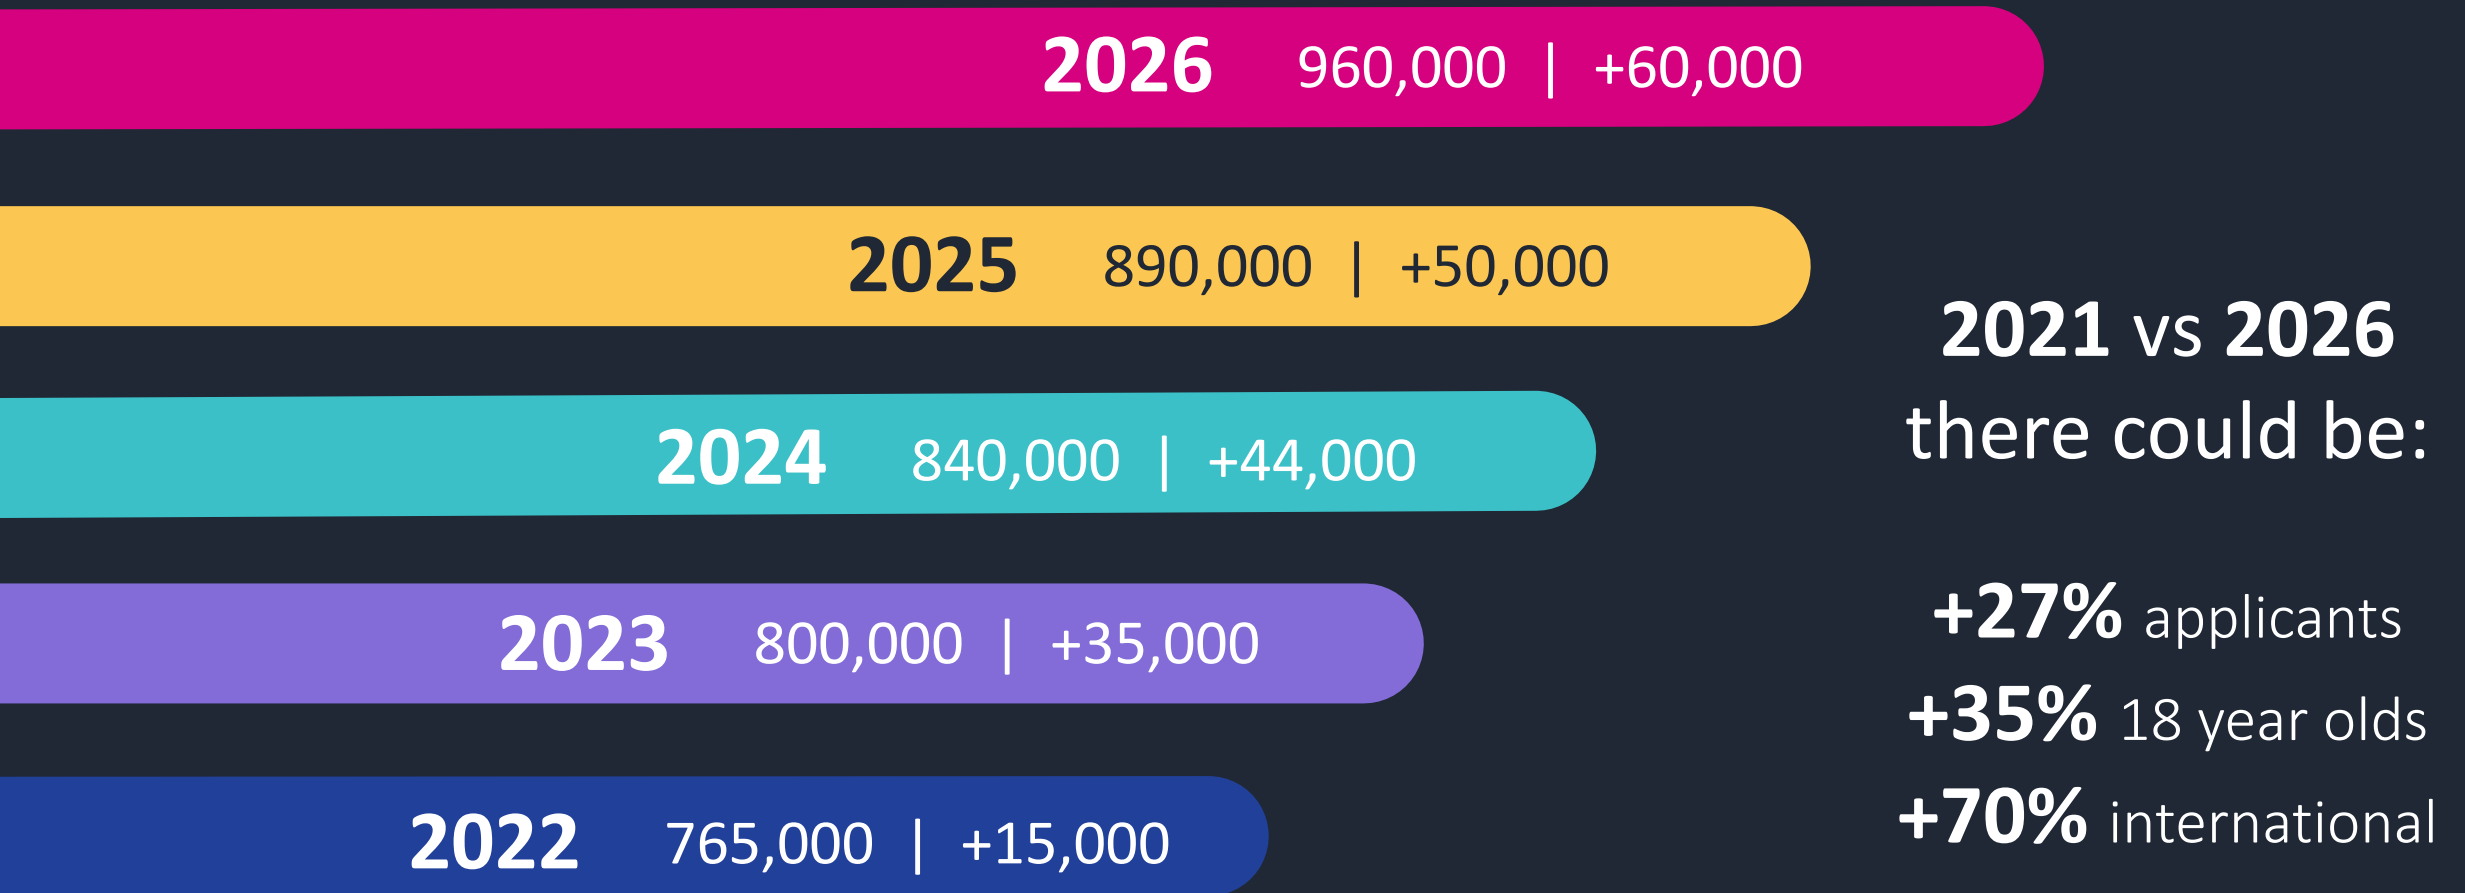 2026 960,000 | +60,000
2025 890,000 | +50,000
2024 840,000 | +44,000
2023 800,000 | +35,000
2022 765,000 | +15,000
2021 vs 2026
there could be:
+27% applicants
+35% 18 year olds
+70% international